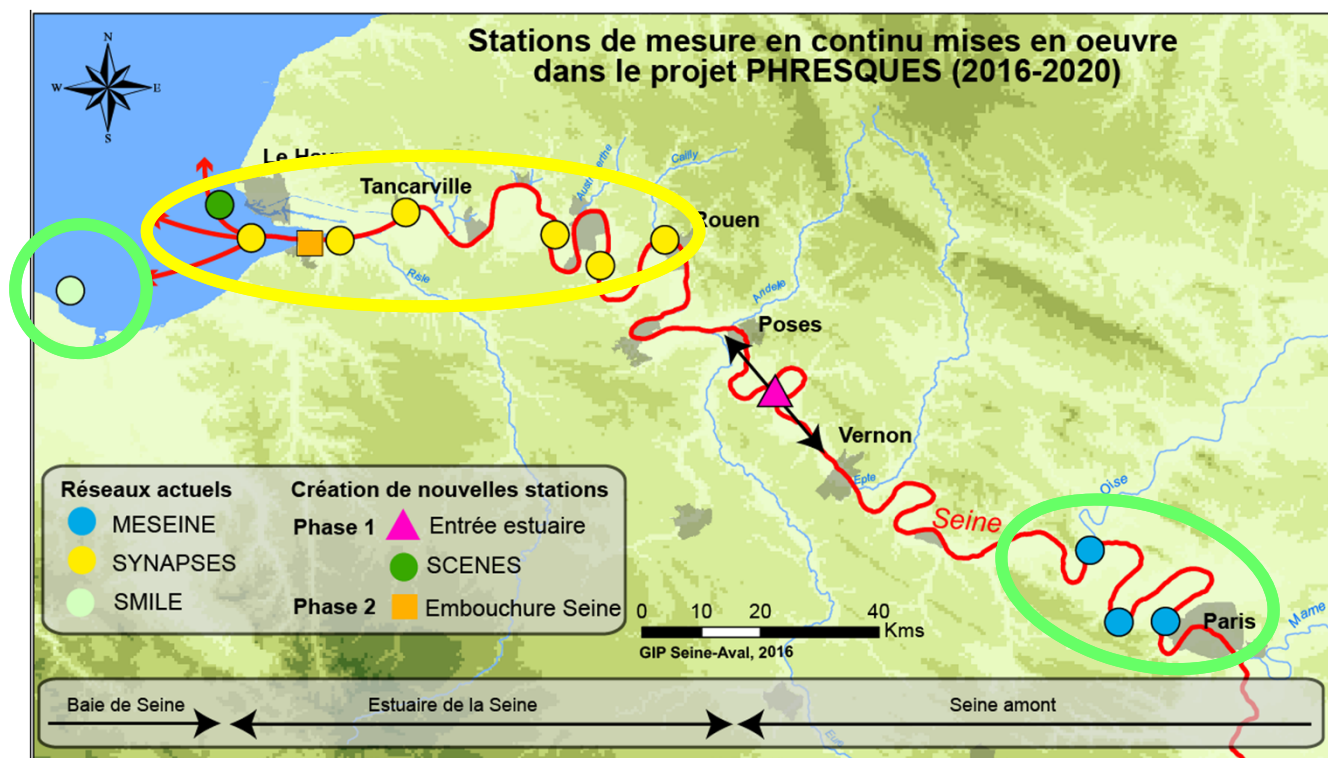 Stations de mesure en continu mises en oeuvre
dans le projet PHRESQUES (2016-2020)
N
W
E
S
Cailly
Tancarville
Rouen
Risle
Andelle
Poses
Vernon
Epte
Oise
Seine
Paris
Marne
Eure
Réseaux actuels
MESEINE
SYNAPSES
SMILE
Création de nouvelles stations
Phase 1
Entrée estuaire
SCENES
Phase 2
Embouchure Seine
0 10 20 40
Kms
GIP Seine-Aval, 2016
Baie de Seine
Estuaire de la Seine
Seine amont